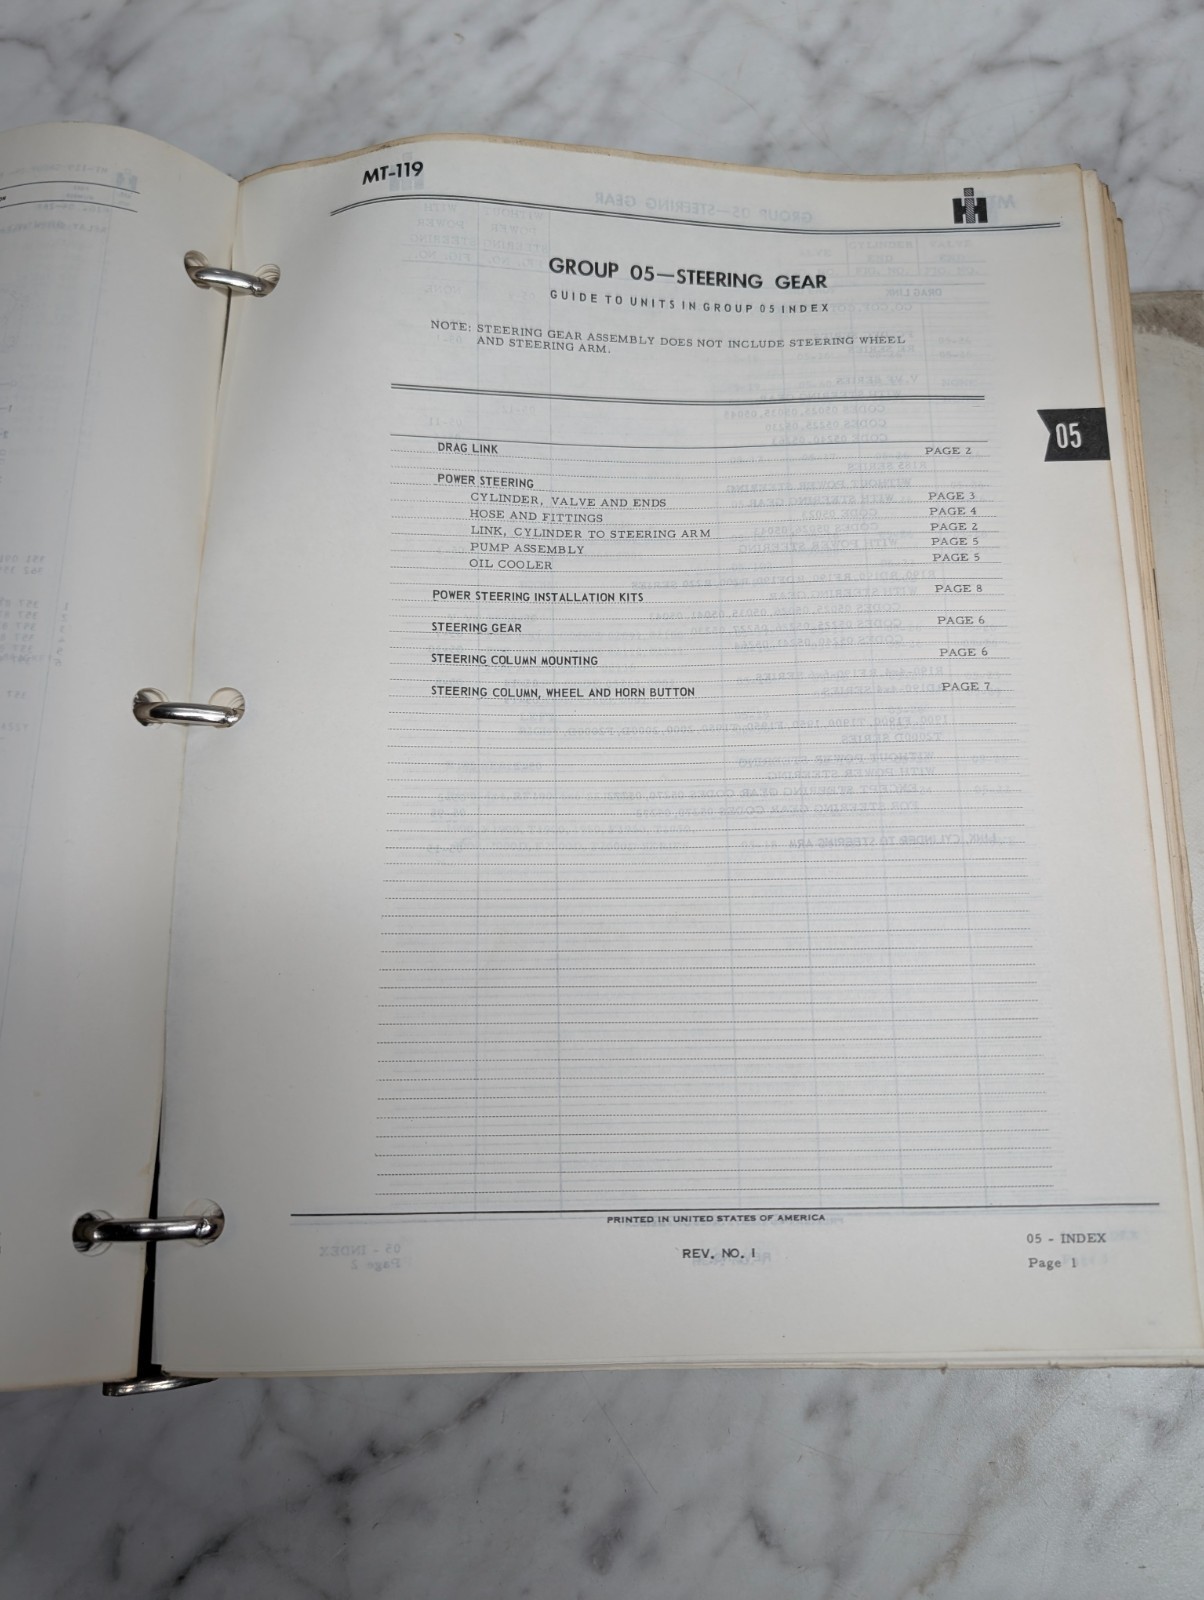 MT-119
IH
GROUP 05—STEERING GEAR
GUIDE TO UNITS IN GROUP 05 INDEX
NOTE: STEERING GEAR ASSEMBLY DOES NOT INCLUDE STEERING WHEEL
AND STEERING ARM.
05
DRAG LINK PAGE 2
POWER STEERING
CYLINDER, VALVE AND ENDS PAGE 3
HOSE AND FITTINGS PAGE 4
LINK, CYLINDER TO STEERING ARM PAGE 2
PUMP ASSEMBLY PAGE 5
OIL COOLER PAGE 5
POWER STEERING INSTALLATION KITS PAGE 8
STEERING GEAR PAGE 6
STEERING COLUMN MOUNTING PAGE 6
STEERING COLUMN, WHEEL AND HORN BUTTON PAGE 7
PRINTED IN UNITED STATES OF AMERICA
REV. NO. 1
05 - INDEX
Page 1